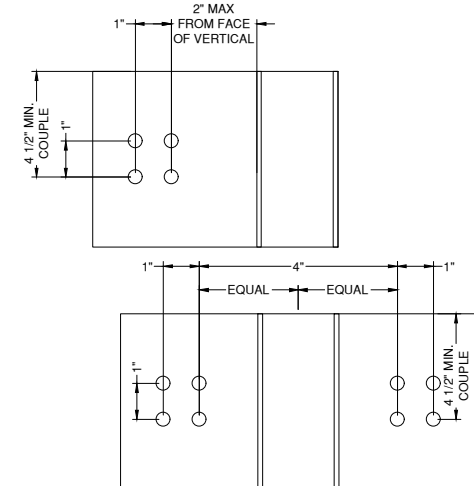 2" MAX
FROM FACE
OF VERTICAL
1"
4 1/2" MIN.
COUPLE
1"
1"
4"
1"
EQUAL
EQUAL
1"
4 1/2" MIN.
COUPLE